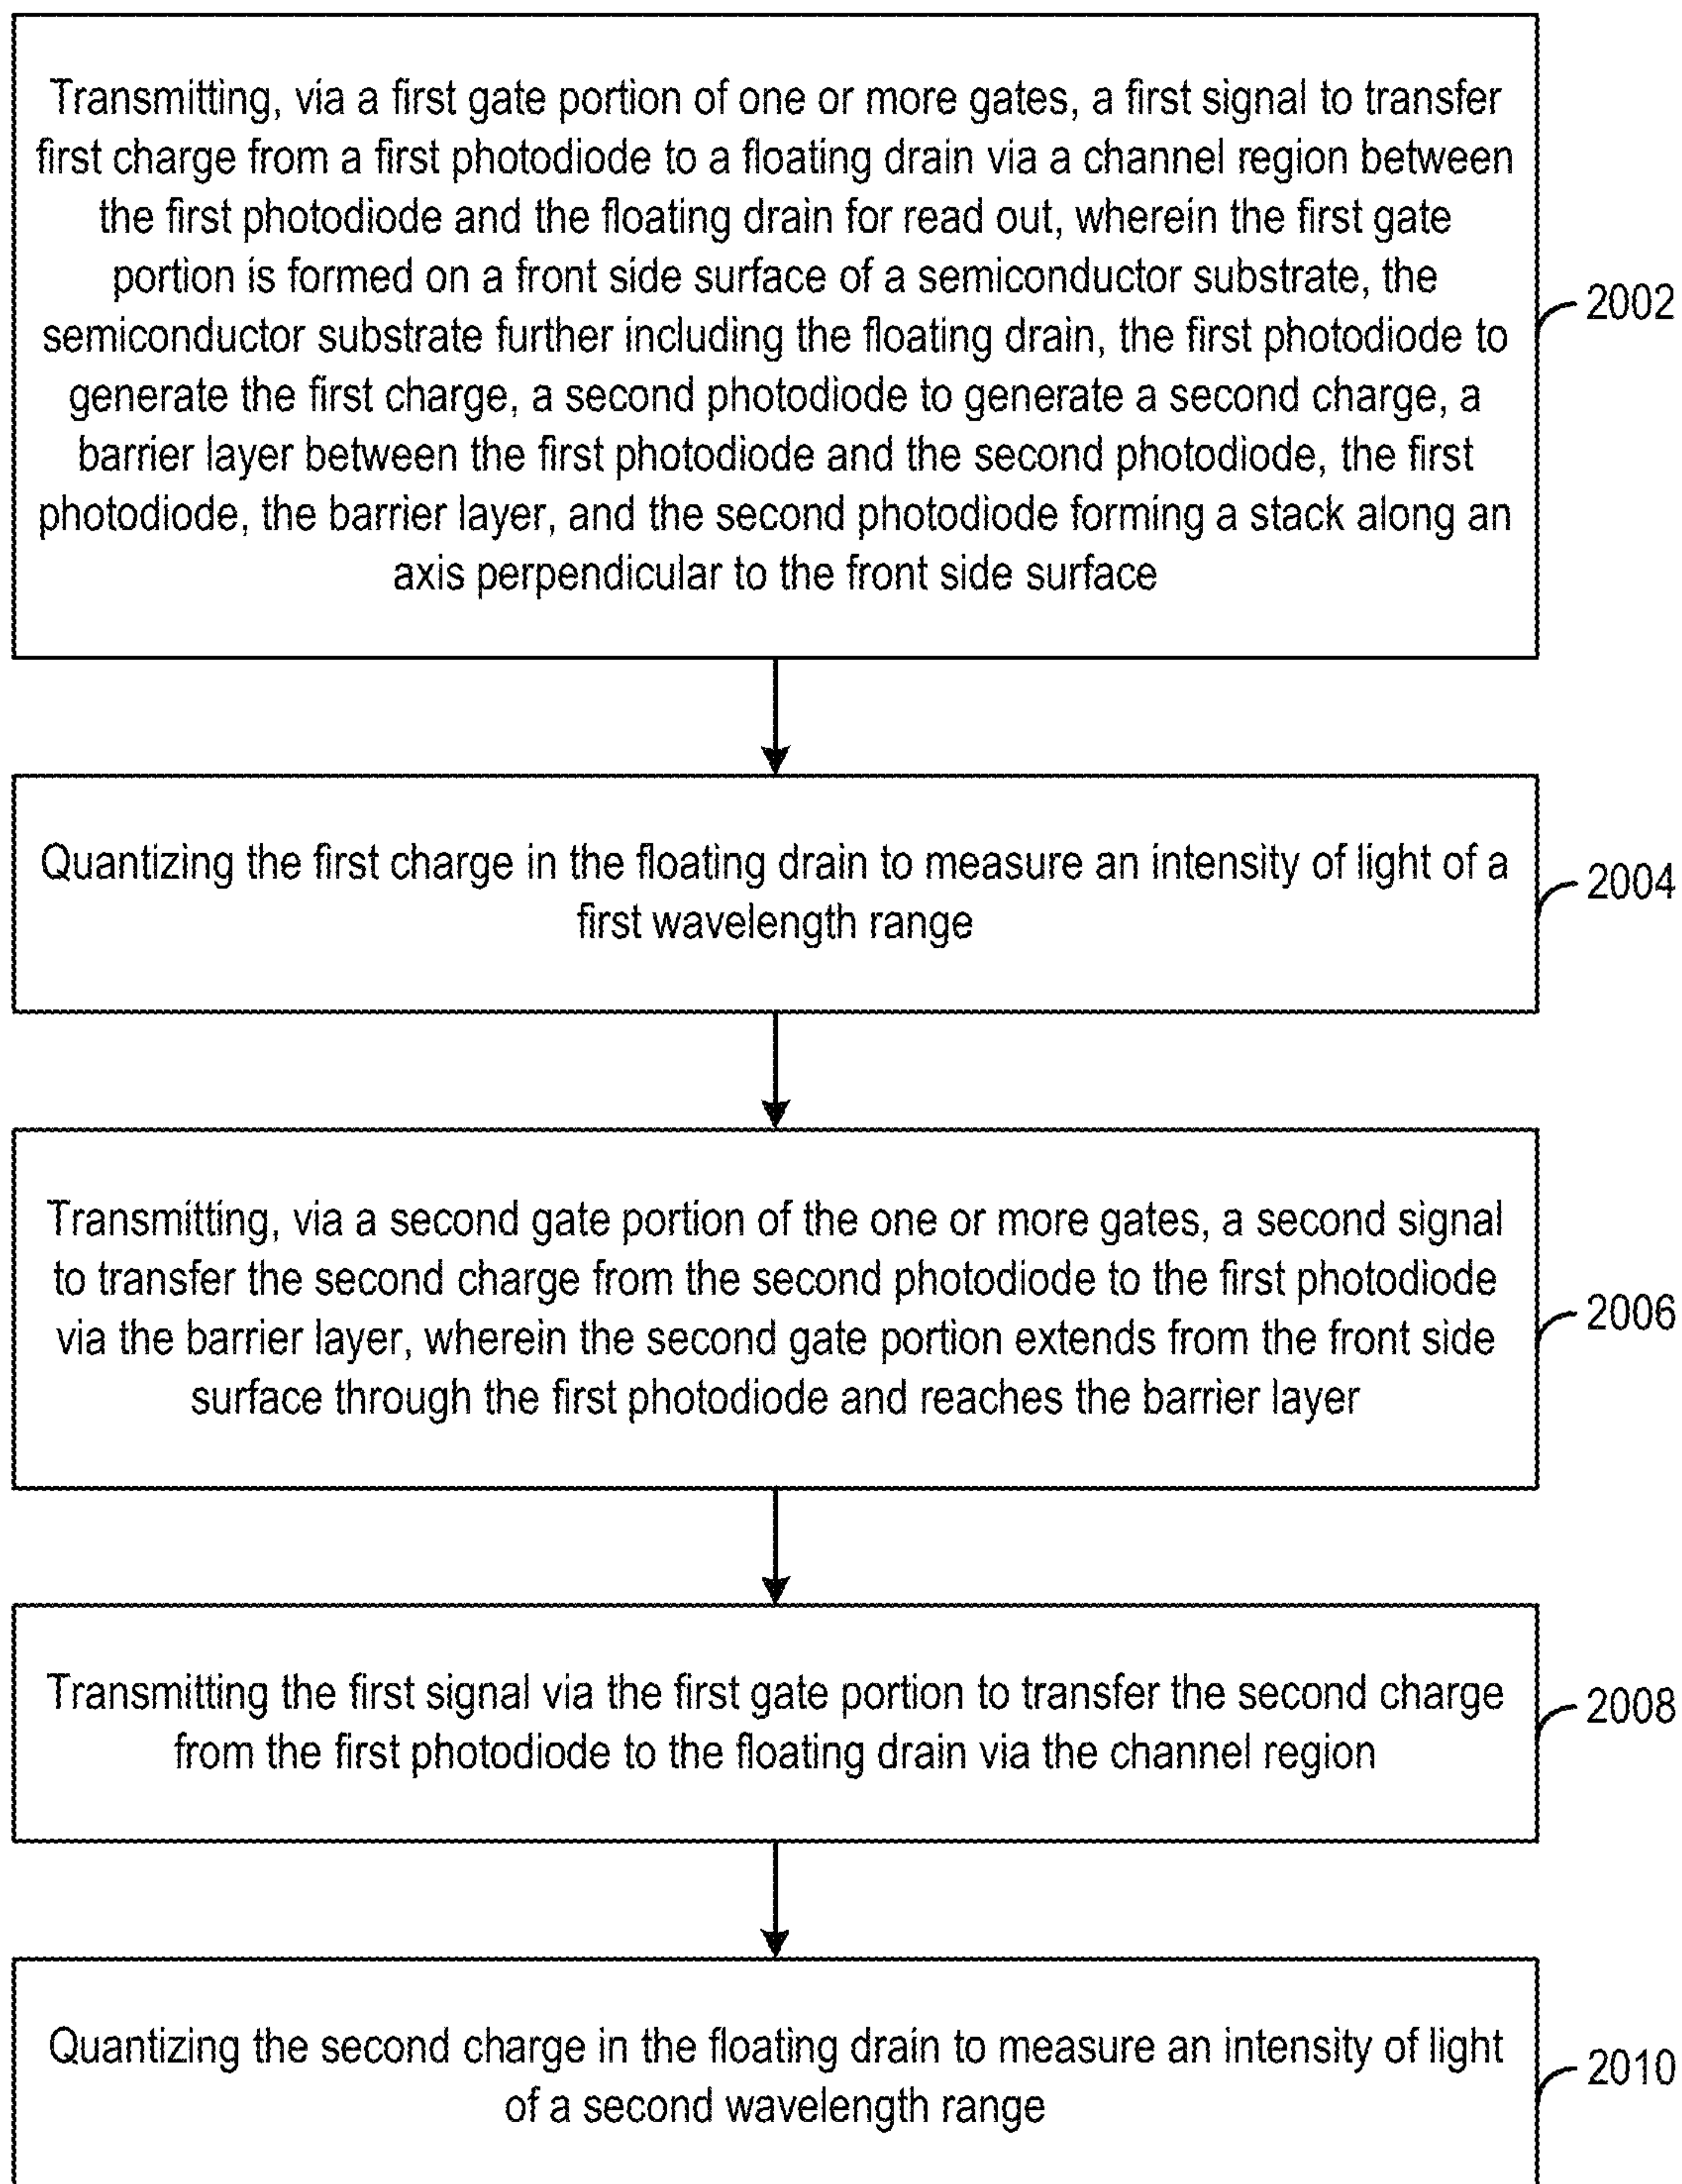 Transmitting, via a first gate portion of one or more gates, a first signal to transfer
first charge from a first photodiode to a floating drain via a channel region between
the first photodiode and the floating drain for read out, wherein the first gate
portion is formed on a front side surface of a semiconductor substrate, the
semiconductor substrate further including the floating drain, the first photodiode to
generate the first charge, a second photodiode to generate a second charge, a
barrier layer between the first photodiode and the second photodiode, the first
photodiode, the barrier layer, and the second photodiode forming a stack along an
axis perpendicular to the front side surface
2002
Quantizing the first charge in the floating drain to measure an intensity of light of a
first wavelength range
2004
Transmitting, via a second gate portion of the one or more gates, a second signal
to transfer the second charge from the second photodiode to the first photodiode
via the barrier layer, wherein the second gate portion extends from the front side
surface through the first photodiode and reaches the barrier layer
2006
Transmitting the first signal via the first gate portion to transfer the second charge
from the first photodiode to the floating drain via the channel region
2008
Quantizing the second charge in the floating drain to measure an intensity of light
of a second wavelength range
2010